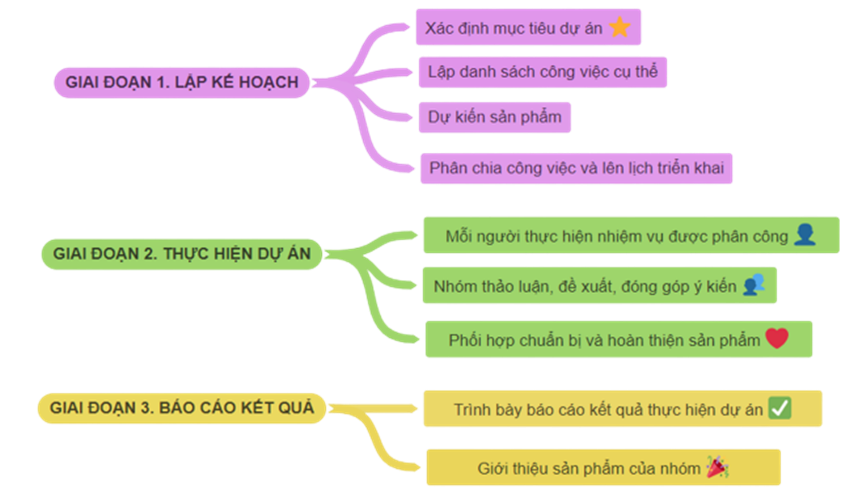 GIAI ĐOẠN 1. LẬP KẾ HOẠCH
Xác định mục tiêu dự án
Lập danh sách công việc cụ thể
Dự kiến sản phẩm
Phân chia công việc và lên lịch triển khai
GIAI ĐOẠN 2. THỰC HIỆN DỰ ÁN
Mỗi người thực hiện nhiệm vụ được phân công
Nhóm thảo luận, đề xuất, đóng góp ý kiến
Phối hợp chuẩn bị và hoàn thiện sản phẩm
GIAI ĐOẠN 3. BÁO CÁO KẾT QUẢ
Trình bày báo cáo kết quả thực hiện dự án
Giới thiệu sản phẩm của nhóm